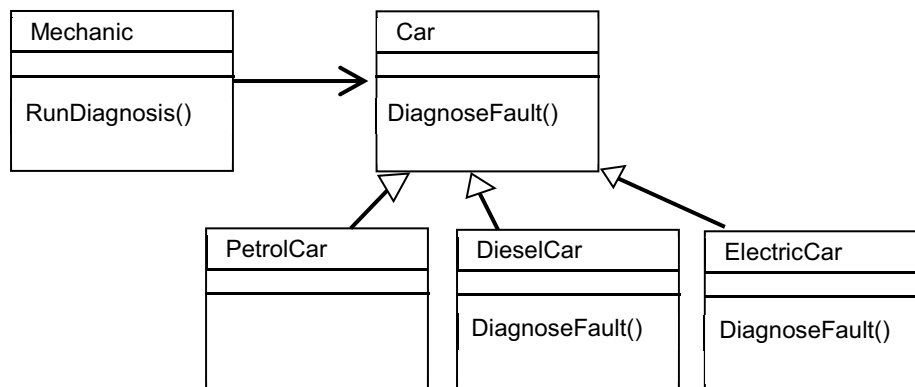 Mechanic
RunDiagnosis()
Car
DiagnoseFault()
PetrolCar
DieselCar
DiagnoseFault()
ElectricCar
DiagnoseFault()